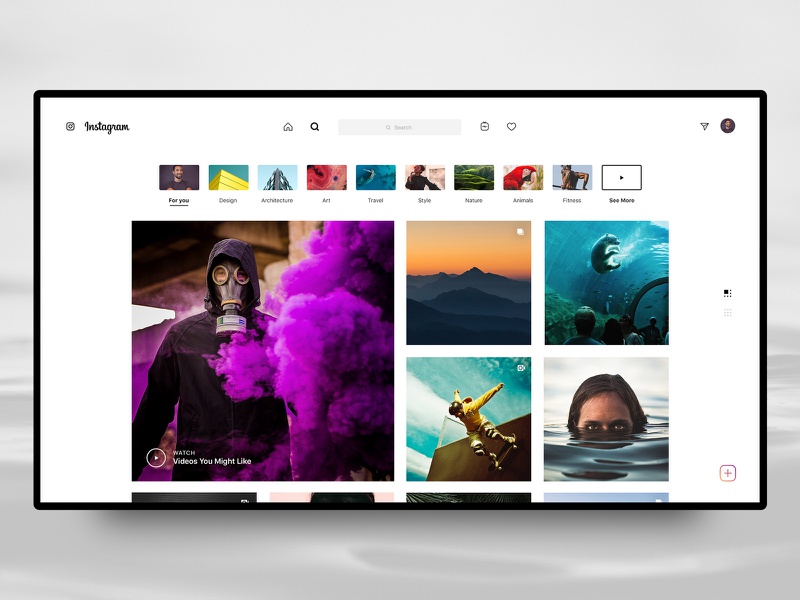 Instagram
Search
For you
Design
Architecture
Art
Travel
Style
Nature
Animals
Fitness
See More
WATCH
Videos You Might Like